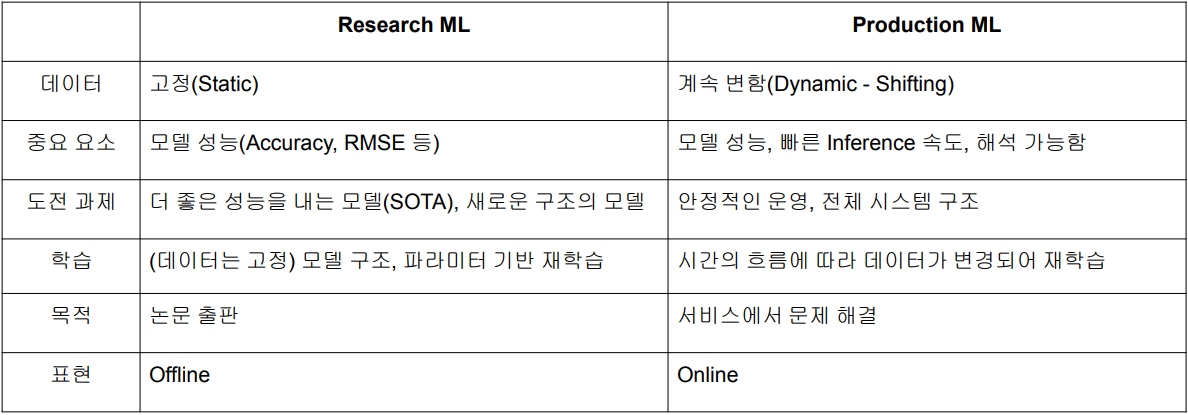 Research ML
Production ML
데이터
고정(Static)
계속 변함(Dynamic - Shifting)
중요 요소
모델 성능(Accuracy, RMSE 등)
모델 성능, 빠른 Inference 속도, 해석 가능함
도전 과제
더 좋은 성능을 내는 모델(SOTA), 새로운 구조의 모델
안정적인 운영, 전체 시스템 구조
학습
(데이터는 고정) 모델 구조, 파라미터 기반 재학습
시간의 흐름에 따라 데이터가 변경되어 재학습
목적
논문 출판
서비스에서 문제 해결
표현
Offline
Online